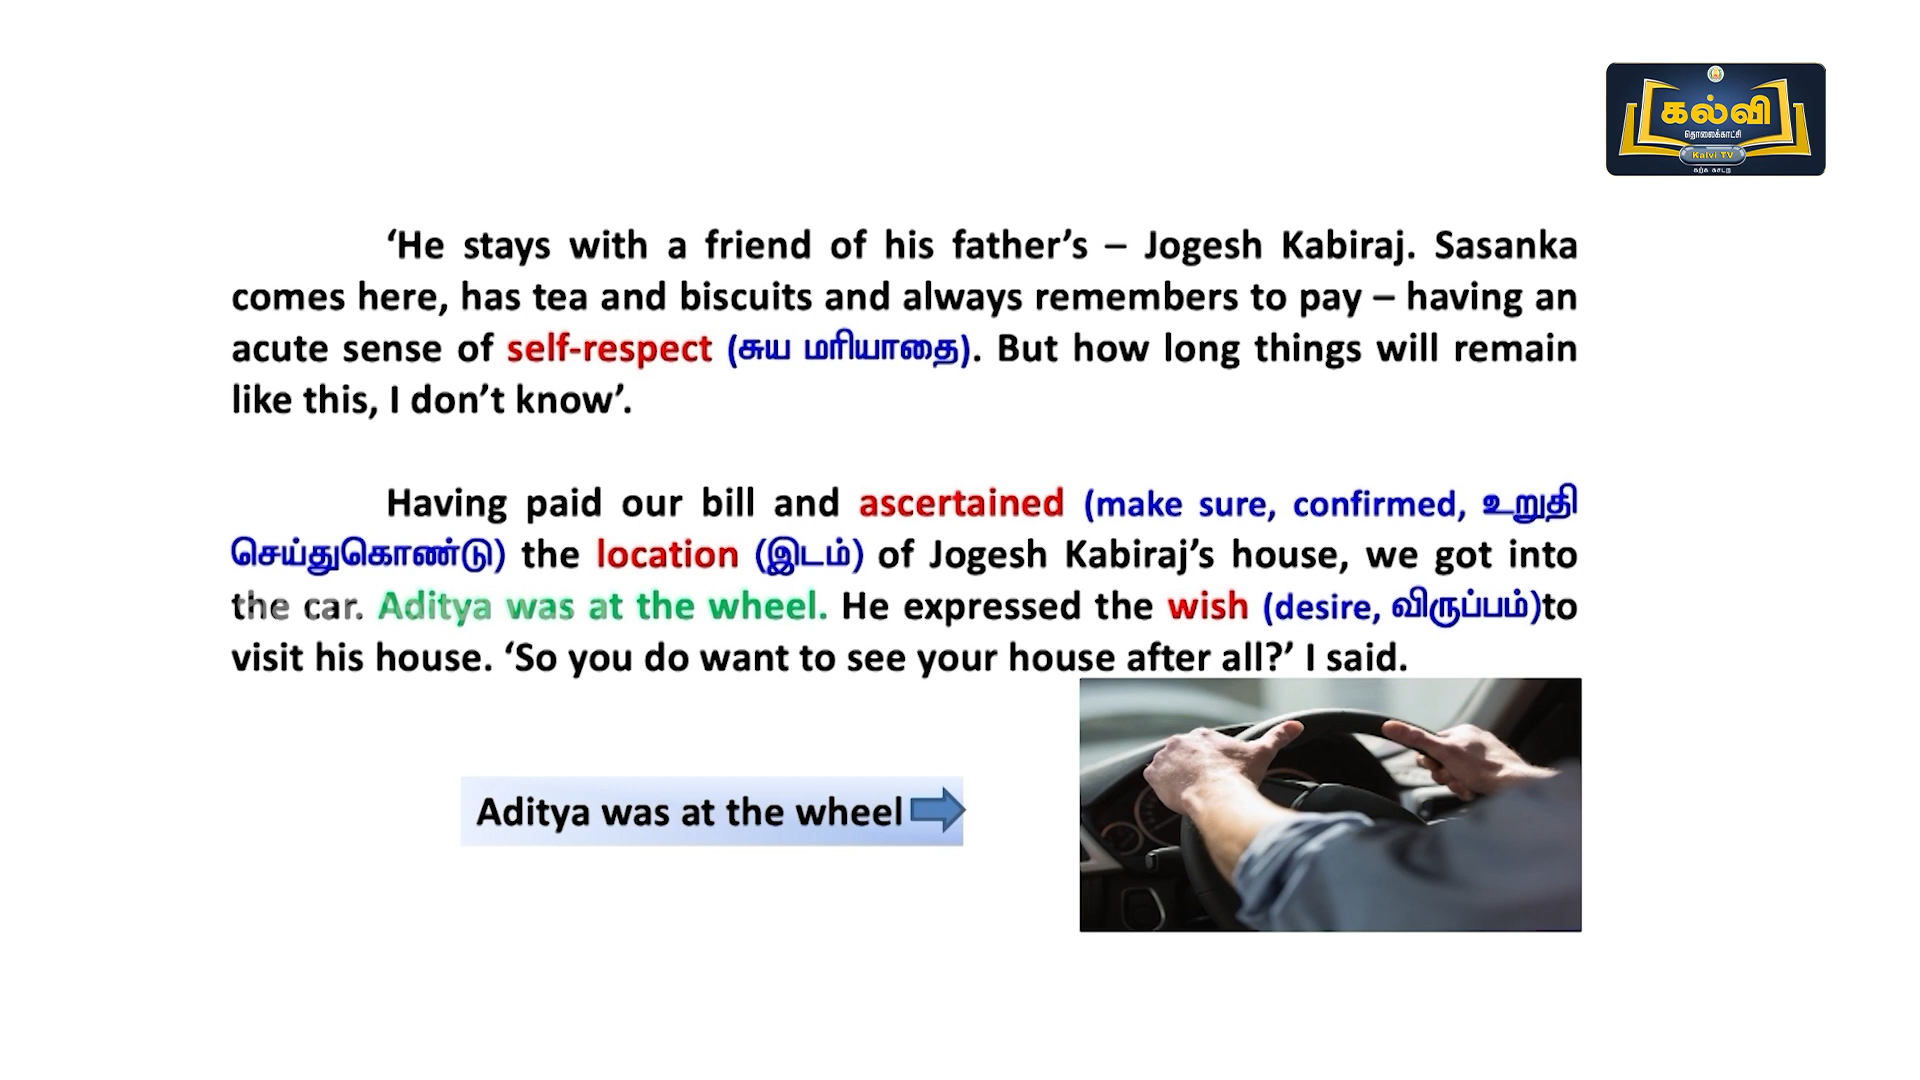 கல்வி
தொலைக்காட்சி
Kalvi TV
கற்க கசடற
‘He stays with a friend of his father’s – Jogesh Kabiraj. Sasanka
comes here, has tea and biscuits and always remembers to pay – having an
acute sense of self-respect (சுய மரியாதை). But how long things will remain
like this, I don’t know’.
Having paid our bill and ascertained (make sure, confirmed, உறுதி
செய்துகொண்டு) the location (இடம்) of Jogesh Kabiraj’s house, we got into
the car. Aditya was at the wheel. He expressed the wish (desire, விருப்பம்)to
visit his house. ‘So you do want to see your house after all?’ I said.
Aditya was at the wheel